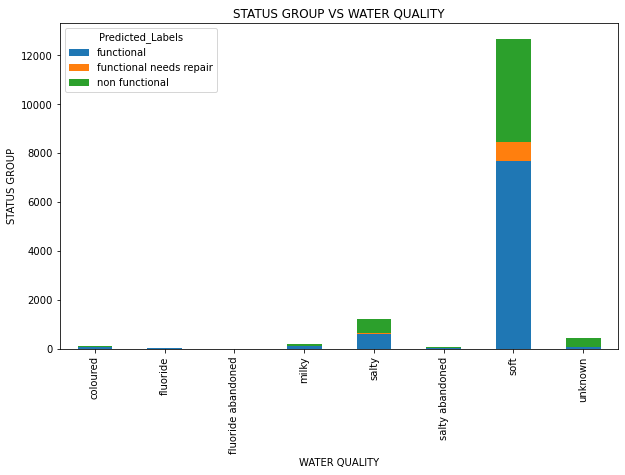 STATUS GROUP VS WATER QUALITY
Predicted_Labels
functional
functional needs repair
non functional
12000
10000
8000
6000
4000
2000
0
STATUS GROUP
coloured
fluoride
fluoride abandoned
milky
salty
salty abandoned
soft
unknown
WATER QUALITY